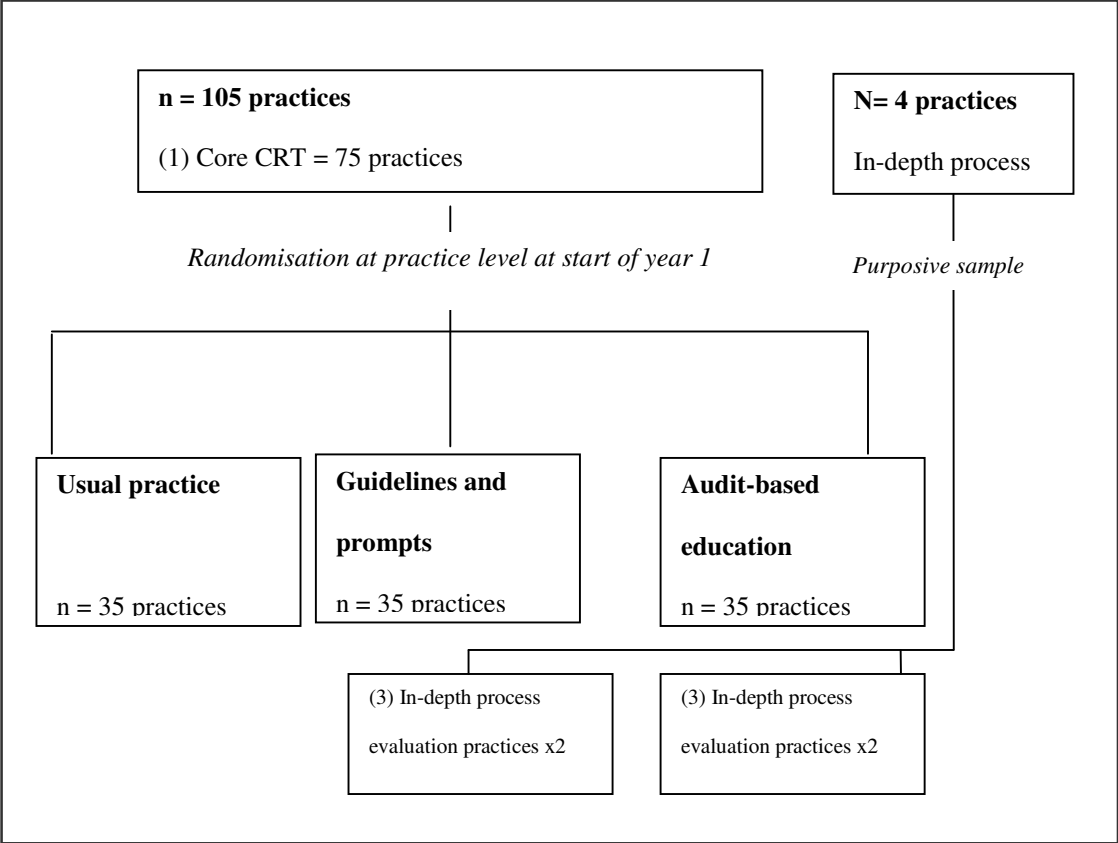 n = 105 practices
(1) Core CRT = 75 practices
N= 4 practices
In-depth process
Randomisation at practice level at start of year 1
Purposive sample
Usual practice
n = 35 practices
Guidelines and
prompts
n = 35 practices
Audit-based
education
n = 35 practices
(3) In-depth process
evaluation practices x2
(3) In-depth process
evaluation practices x2